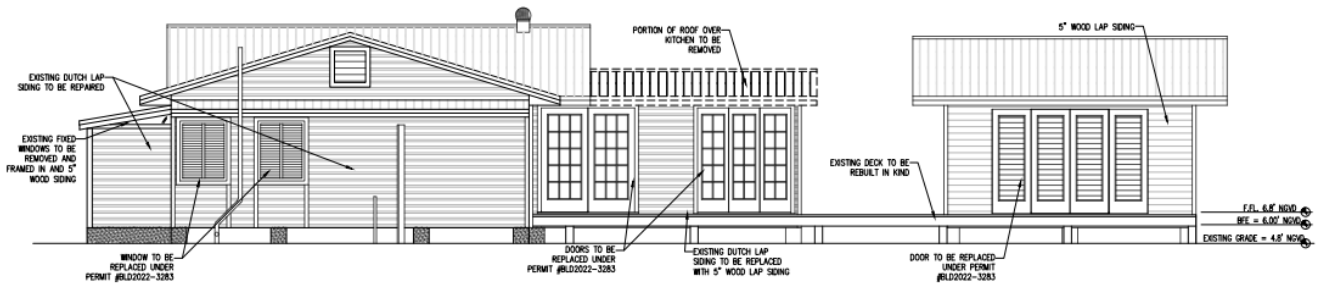 EXISTING DUTCH LAP
SIDING TO BE REPAIRED
EXISTING FIXED
WINDOWS TO BE
REMOVED AND
FRAMED IN AND 5"
WOOD SIDING
WINDOW TO BE
REPLACED UNDER
PERMIT #BLD2022-3283
PORTION OF ROOF OVER
KITCHEN TO BE
REMOVED
DOORS TO BE
REPLACED UNDER
PERMIT #BLD2022-3283
EXISTING DUTCH LAP
SIDING TO BE REPLACED
WITH 5" WOOD LAP SIDING
EXISTING DECK TO BE
REBUILT IN KIND
5" WOOD LAP SIDING
DOOR TO BE REPLACED
UNDER PERMIT
#BLD2022-3283
F.FL. 6.8' NGVD
BFE = 6.00' NGVD
EXISTING GRADE = 4.8' NGVD